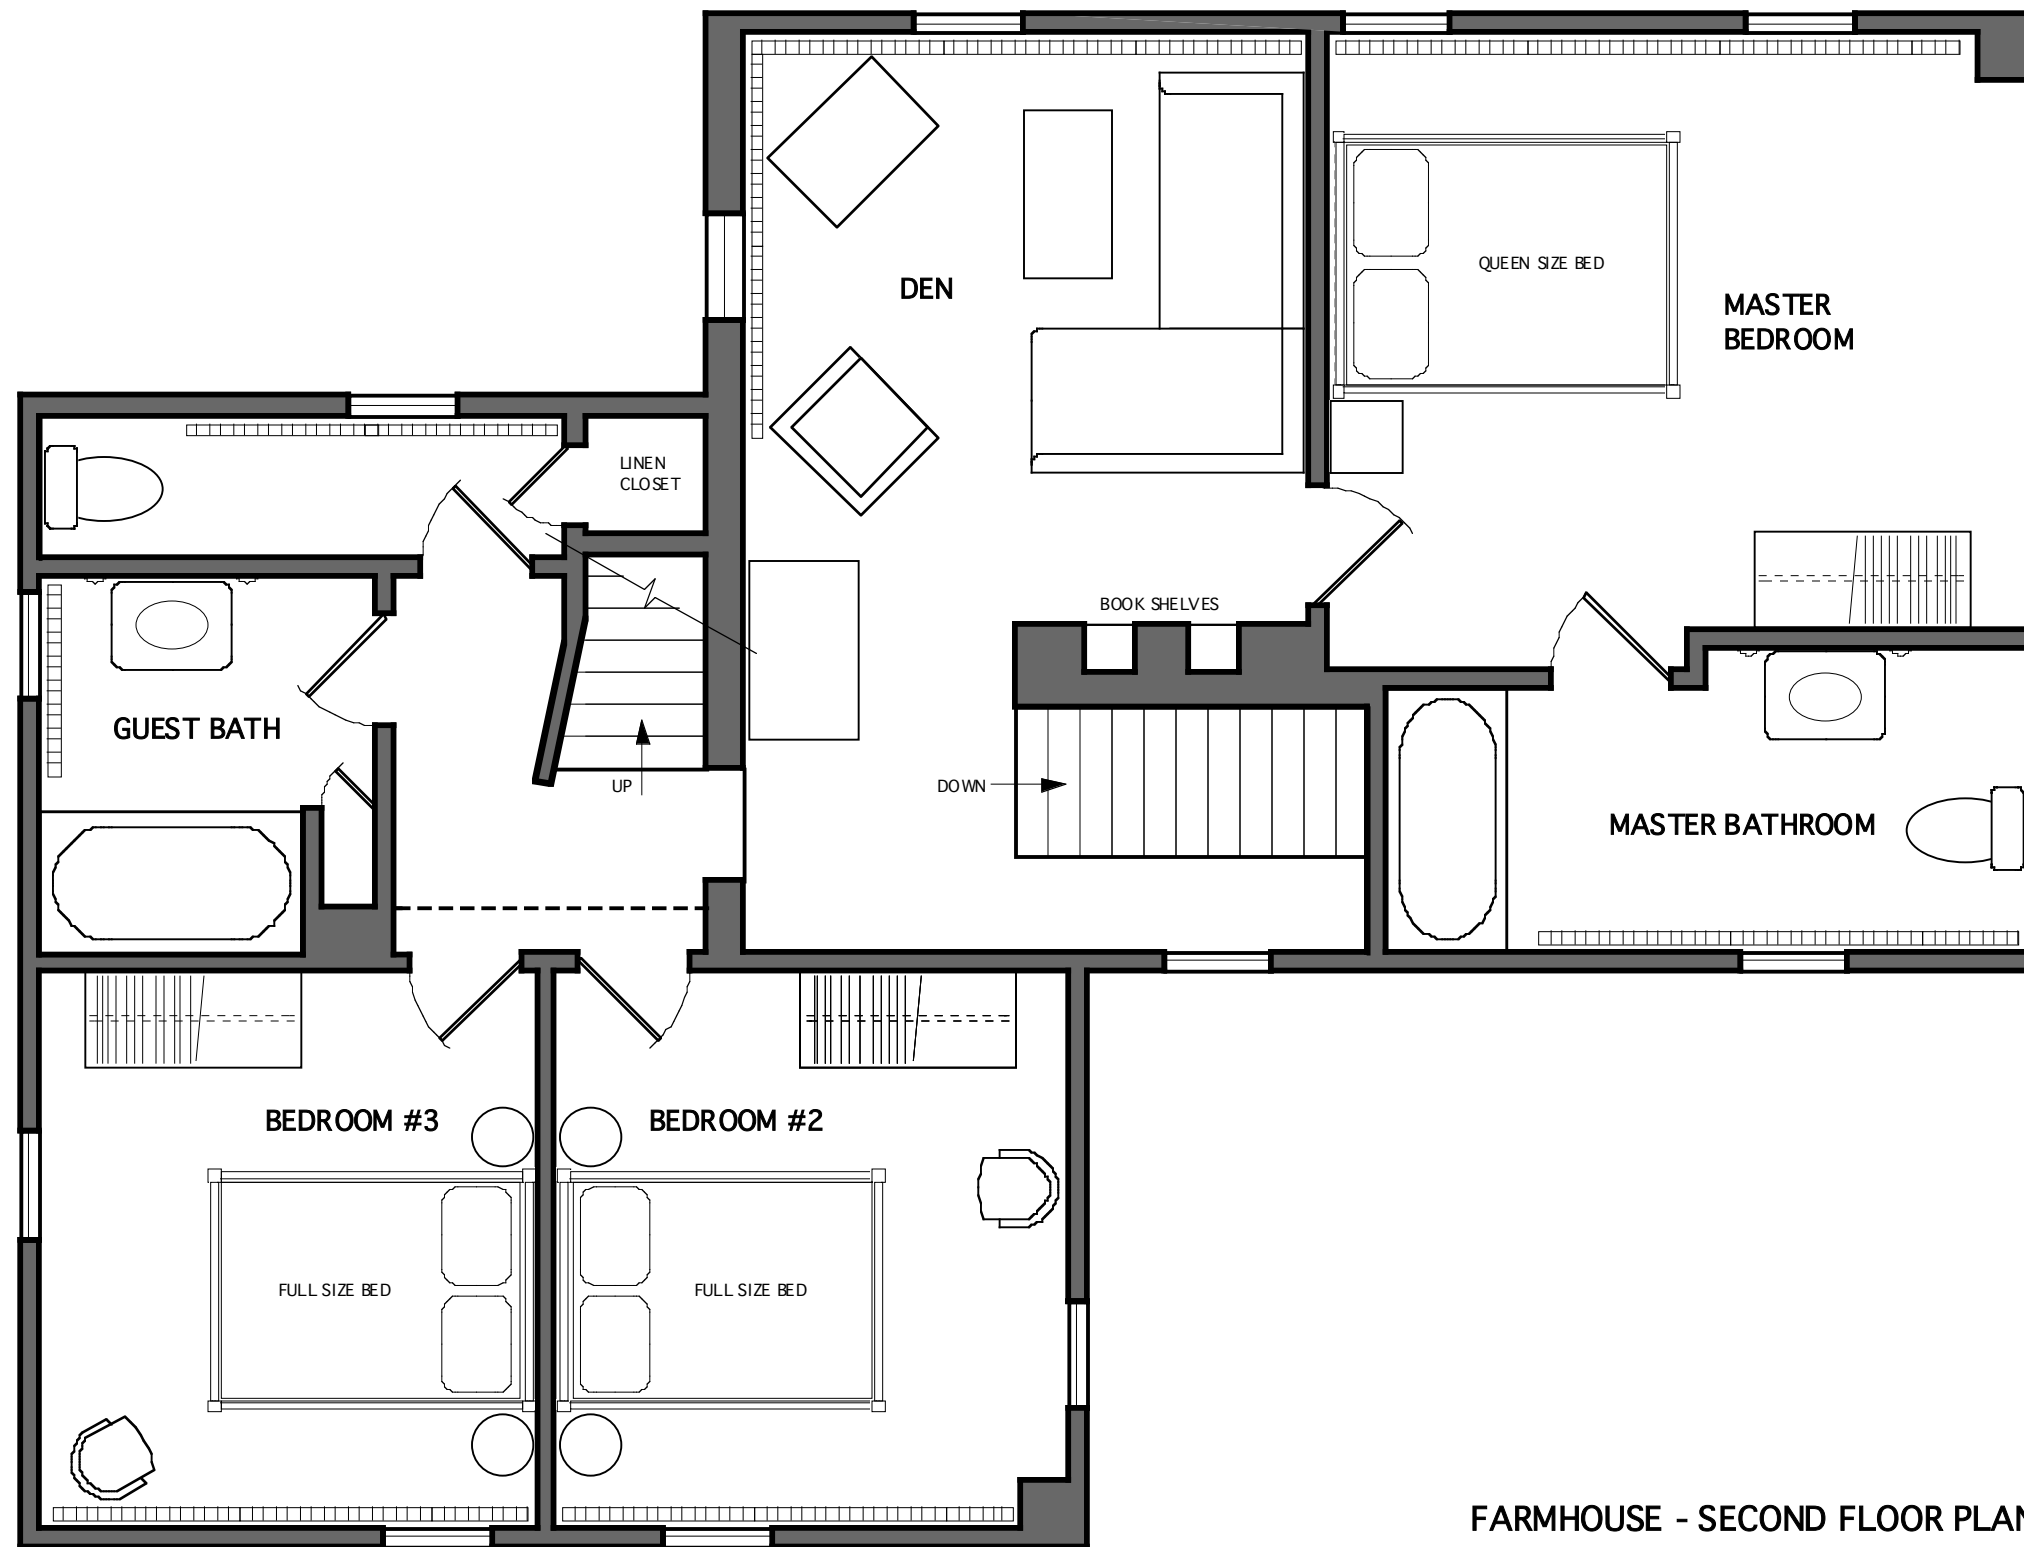 DEN
QUEEN SIZE BED
MASTER
BEDROOM
LINEN
CLOSET
BOOK SHELVES
GUEST BATH
UP
DOWN
MASTER BATHROOM
BEDROOM #3
BEDROOM #2
FULL SIZE BED
FULL SIZE BED
FARMHOUSE - SECOND FLOOR PLAN